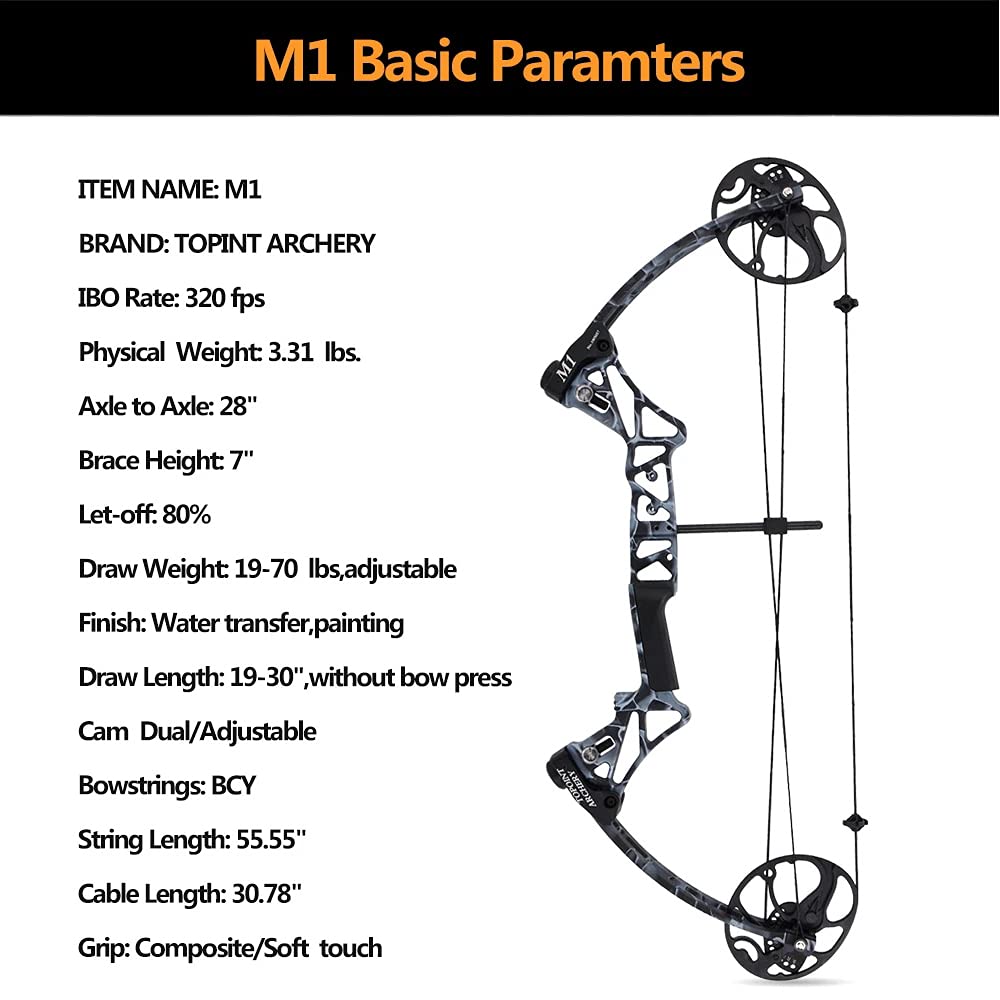 M1 Basic Paramters
ITEM NAME: M1
BRAND: TOPINT ARCHERY
IBO Rate: 320 fps
Physical Weight: 3.31 lbs.
Axle to Axle: 28"
Brace Height: 7"
Let-off: 80%
Draw Weight: 19-70 lbs,adjustable
Finish: Water transfer,painting
Draw Length: 19-30",without bow press
Cam Dual/Adjustable
Bowstrings: BCY
String Length: 55.55"
Cable Length: 30.78"
Grip: Composite/Soft touch
M1
TOPOINT
ARCHERY